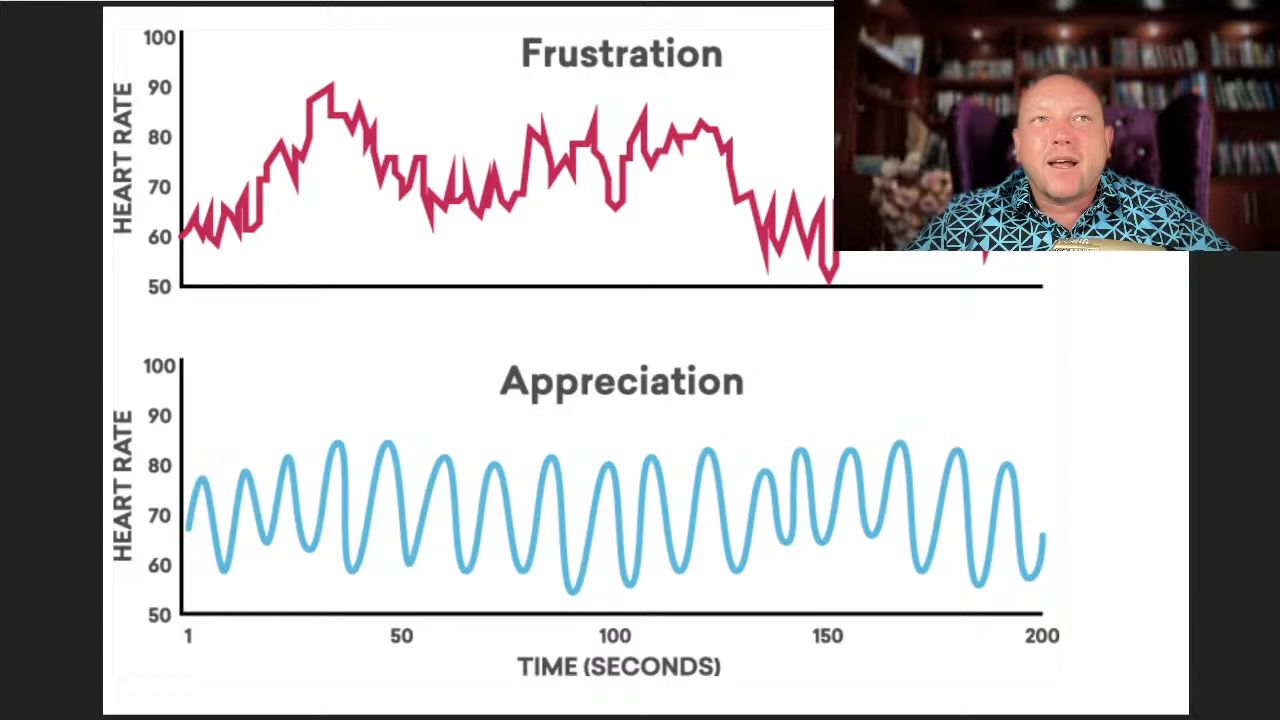 Frustration
HEART RATE
100
90
80
70
60
50
Appreciation
HEART RATE
100
90
80
70
60
50
1 50 100 150 200
TIME (SECONDS)